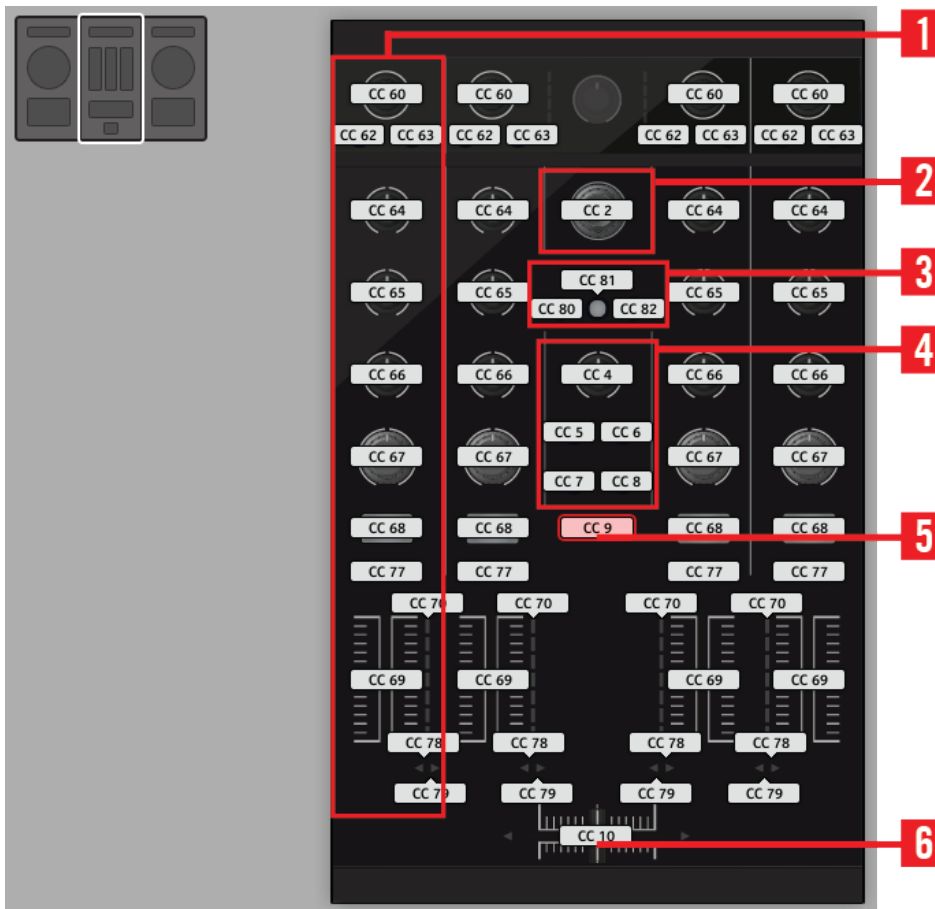 1
CC 60 CC 60 CC 60 CC 60
CC 62 CC 63 CC 62 CC 63 CC 62 CC 63 CC 62 CC 63
2
CC 64 CC 64 CC 2 CC 64 CC 64
3
CC 81
CC 65 CC 65 CC 65 CC 65
CC 80 CC 82
4
CC 66 CC 66 CC 4 CC 66 CC 66
CC 5 CC 6
CC 67 CC 67 CC 67 CC 67
CC 7 CC 8
CC 68 CC 68 CC 9 CC 68 CC 68
5
CC 77 CC 77 CC 77 CC 77
CC 70 CC 70 CC 70 CC 70
CC 69 CC 69 CC 69 CC 69
CC 78 CC 78 CC 78 CC 78
CC 79 CC 79 CC 79 CC 79
CC 10
6